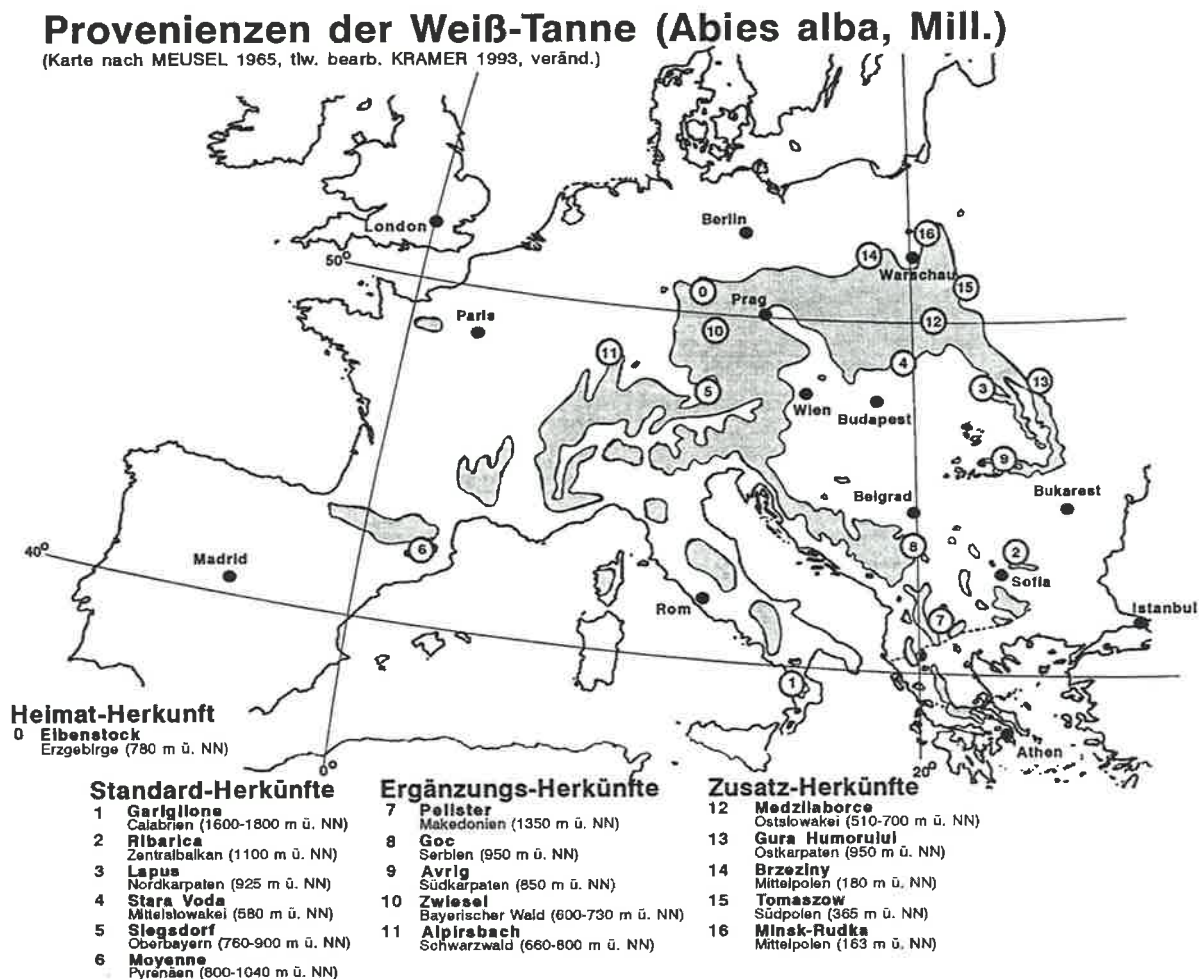 Provenienzen der Weiß-Tanne (Abies alba, Mill.)
(Karte nach MEUSEL 1965, tlw. bearb. KRAMER 1993, veränd.)
London
Berlin
16
50°
14
Warschau
0
Prag
15
Paris
10
12
11
4
5
3
13
Wien
Budapest
9
Belgrad
Bukarest
40°
Madrid
6
8
2
Sofia
Rom
7
Istanbul
1
Athen
0°
20°
Heimat-Herkunft
0 Eibenstock
Erzgebirge (780 m ü. NN)
Standard-Herkünfte
1 Gariglione
Calabrien (1600-1800 m ü. NN)
2 Ribarica
Zentralbalkan (1100 m ü. NN)
3 Lapus
Nordkarpaten (925 m ü. NN)
4 Stara Voda
Mittelslowakei (580 m ü. NN)
5 Siegsdorf
Oberbayern (760-900 m ü. NN)
6 Moyenne
Pyrenäen (800-1040 m ü. NN)
Ergänzungs-Herkünfte
7 Pelister
Makedonien (1350 m ü. NN)
8 Goc
Serbien (950 m ü. NN)
9 Avrig
Südkarpaten (850 m ü. NN)
10 Zwiesel
Bayerischer Wald (600-730 m ü. NN)
11 Alpirsbach
Schwarzwald (660-800 m ü. NN)
Zusatz-Herkünfte
12 Medzilaborce
Ostslowakei (510-700 m ü. NN)
13 Gura Humorului
Ostkarpaten (950 m ü. NN)
14 Brzeziny
Mittelpolen (180 m ü. NN)
15 Tomaszow
Südpolen (365 m ü. NN)
16 Minsk-Rudka
Mittelpolen (163 m ü. NN)